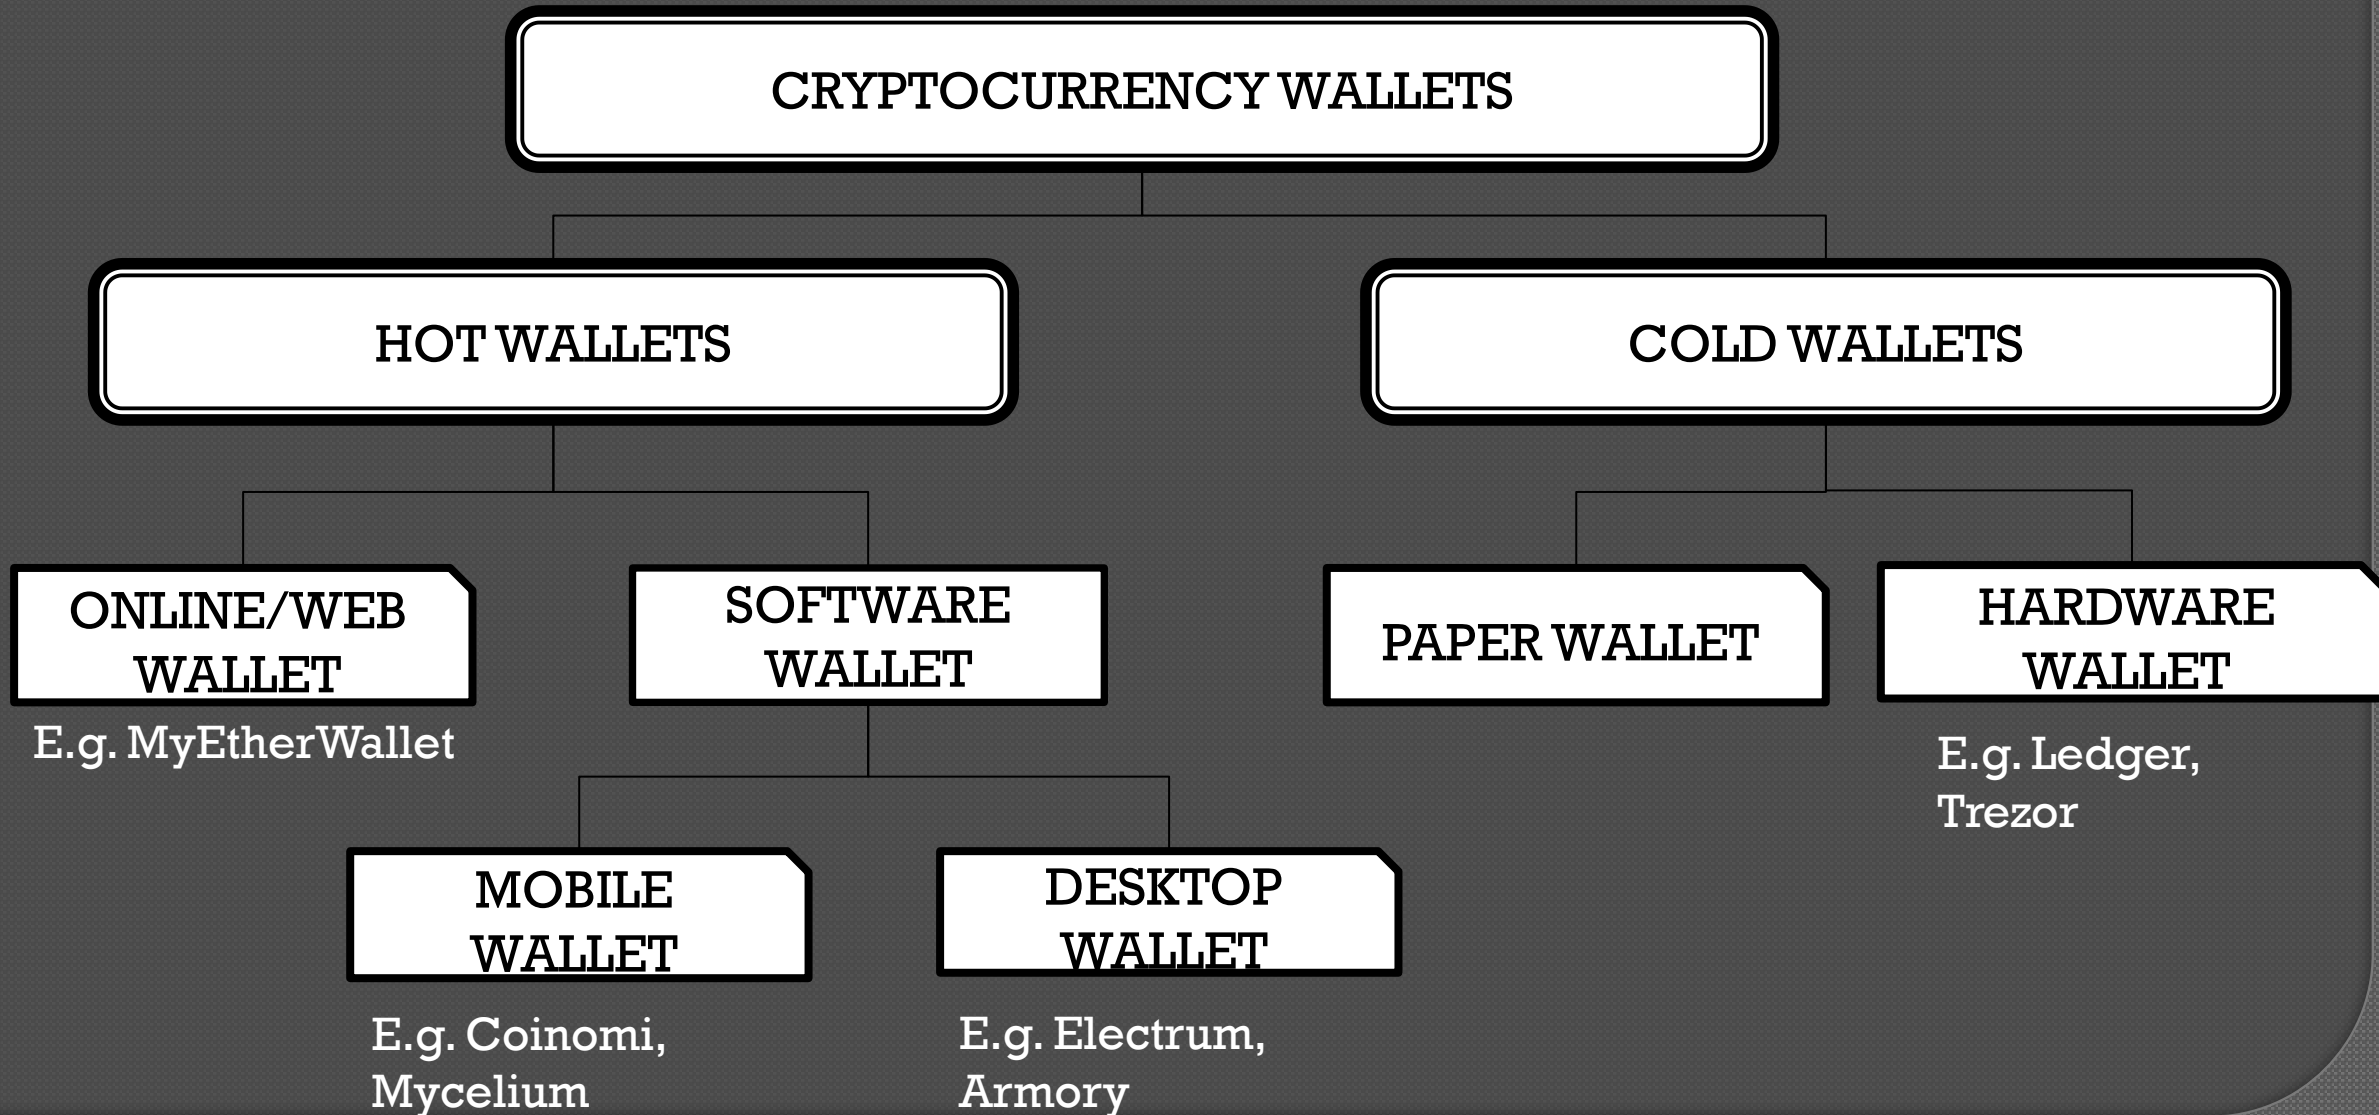 CRYPTOCURRENCY WALLETS
HOT WALLETS
COLD WALLETS
ONLINE/WEB
WALLET
E.g. MyEtherWallet
SOFTWARE
WALLET
PAPER WALLET
HARDWARE
WALLET
E.g. Ledger,
Trezor
MOBILE
WALLET
E.g. Coinomi,
Mycelium
DESKTOP
WALLET
E.g. Electrum,
Armory